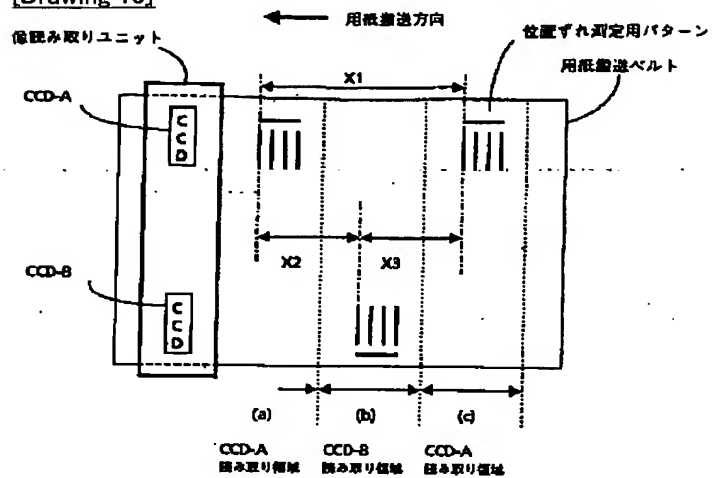 [Drawing 10]
用紙搬送方向
像読み取りユニット
位置ずれ測定用パターン
用紙搬送ベルト
X1
CCD-A
C
C
D
X2
X3
CCD-B
C
C
D
(a)
(b)
(c)
CCD-A
読み取り領域
CCD-B
読み取り領域
CCD-A
読み取り領域